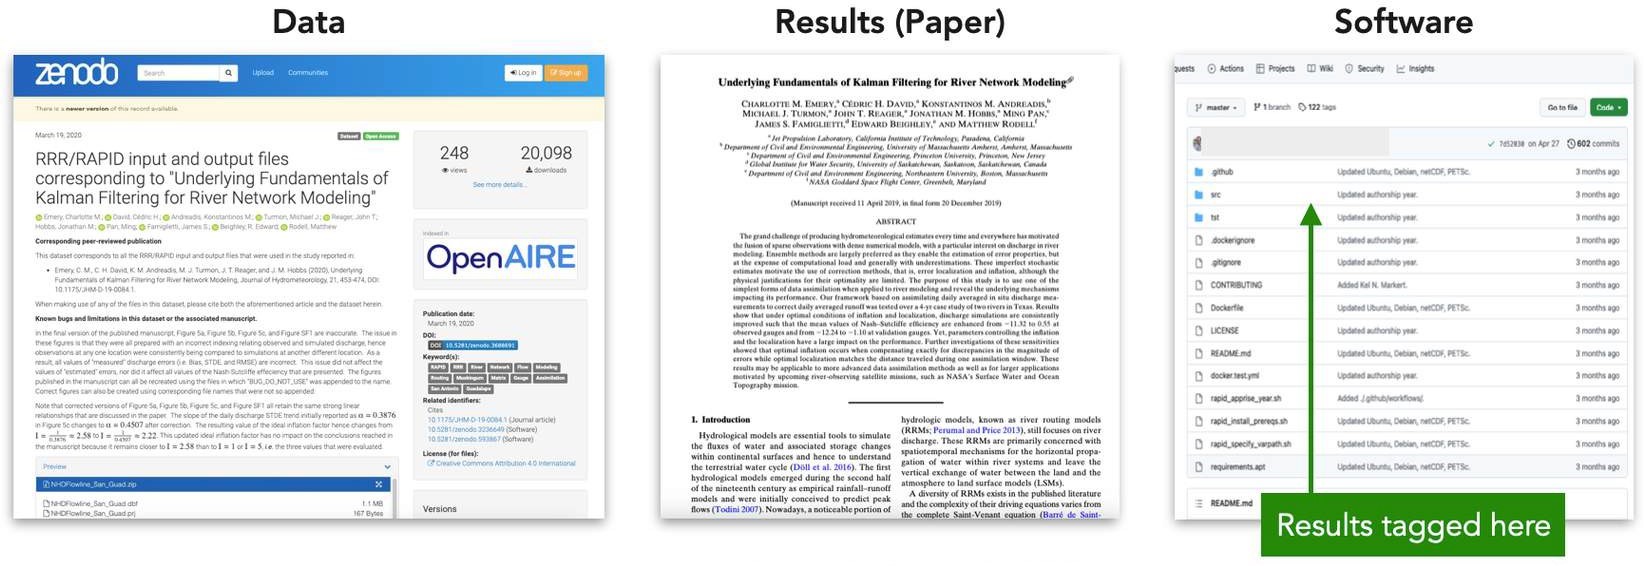 Data
Results (Paper)
Software
zenodo
Search
Upload
Communities
Log in
Sign up
There is a newer version of this record available.
March 19, 2020
Dataset
Open Access
RRR/RAPID input and output files
corresponding to "Underlying Fundamentals of
Kalman Filtering for River Network Modeling"
Emery, Charlotte M.; David, Cédric H.; Andreadis, Konstantinos M.; Turmon, Michael J.; Reager, John T.;
Hobbs, Jonathan M.; Pan, Ming; Famiglietti, James S.; Beighley, R. Edward; Rodell, Matthew
Corresponding peer-reviewed publication
This dataset corresponds to all the RRR/RAPID input and output files that were used in the study reported in:
• Emery, C. M., C. H. David, K. M. Andreadis, M. J. Turmon, J. T. Reager, and J. M. Hobbs (2020), Underlying
Fundamentals of Kalman Filtering for River Network Modeling, Journal of Hydrometeorology, 21, 453-474, DOI:
10.1175/JHM-D-19-0084.1.
When making use of any of the files in this dataset, please cite both the aforementioned article and the dataset herein.
Known bugs and limitations in this dataset or the associated manuscript.
In the final version of the published manuscript, Figure 5a, Figure 5b, Figure 5c, and Figure SF1 are inaccurate. The issue in
these figures is that they were all prepared with an incorrect indexing relating observed and simulated discharge, hence
observations at any one location were consistently being compared to simulations at another different location. As a
result, all values of "measured" discharge errors (i.e. Bias, STDE, and RMSE) are incorrect. This issue did not affect the
values of "estimated" errors, nor did it affect all values of the Nash-Sutcliffe efficiency that are presented. The figures
published in the manuscript can all be recreated using the files in which "BUG_DO_NOT_USE" was appended to the name.
Correct figures can also be created using corresponding file names that were not so appended.
Note that corrected versions of Figure 5a, Figure 5b, Figure 5c, and Figure SF1 all retain the same strong linear
relationships that are discussed in the paper. The slope of the daily discharge STDE trend initially reported as α = 0.3876
in Figure 5c changes to α = 0.4507 after correction. The resulting value of the ideal inflation factor hence changes from
I = 1/0.3876 ≈ 2.58 to I = 1/0.4507 ≈ 2.22. This updated ideal inflation factor has no impact on the conclusions reached in
the manuscript because it remains closer to I = 2.58 than to I = 1 or I = 5, i.e. the three values that were evaluated.
Preview
NHDFlowline_San_Guad.zip
NHDFlowline_San_Guad.dbf 1.1 MB
NHDFlowline_San_Guad.prj 167 Bytes
248
views
20,098
downloads
See more details...
Indexed in
OpenAIRE
Publication date:
March 19, 2020
DOI:
DOI 10.5281/zenodo.3688691
Keyword(s):
RAPID RRR River Network Flow Modeling
Routing Muskingum Matrix Gauge Assimilation
San Antonio Guadalupe
Related identifiers:
Cites
10.1175/JHM-D-19-0084.1 (Journal article)
10.5281/zenodo.3236649 (Software)
10.5281/zenodo.593867 (Software)
License (for files):
Creative Commons Attribution 4.0 International
Versions
Underlying Fundamentals of Kalman Filtering for River Network Modeling
CHARLOTTE M. EMERY,a CÉDRIC H. DAVID,a KONSTANTINOS M. ANDREADIS,b
MICHAEL J. TURMON,a JOHN T. REAGER,a JONATHAN M. HOBBS,a MING PAN,c
JAMES S. FAMIGLIETTI,d EDWARD BEIGHLEY,e AND MATTHEW RODELLf
a Jet Propulsion Laboratory, California Institute of Technology, Pasadena, California
b Department of Civil and Environmental Engineering, University of Massachusetts Amherst, Amherst, Massachusetts
c Department of Civil and Environmental Engineering, Princeton University, Princeton, New Jersey
d Global Institute for Water Security, University of Saskatchewan, Saskatoon, Saskatchewan, Canada
e Department of Civil and Environmental Engineering, Northeastern University, Boston, Massachusetts
f NASA Goddard Space Flight Center, Greenbelt, Maryland
(Manuscript received 11 April 2019, in final form 20 December 2019)
ABSTRACT
The grand challenge of producing hydrometeorological estimates every time and everywhere has motivated
the fusion of sparse observations with dense numerical models, with a particular interest on discharge in river
modeling. Ensemble methods are largely preferred as they enable the estimation of error properties, but
at the expense of computational load and generally with underestimations. These imperfect stochastic
estimates motivate the use of correction methods, that is, error localization and inflation, although the
physical justifications for their optimality are limited. The purpose of this study is to use one of the
simplest forms of data assimilation when applied to river modeling and reveal the underlying mechanisms
impacting its performance. Our framework based on assimilating daily averaged in situ discharge mea-
surements to correct daily averaged runoff was tested over a 4-yr case study of two rivers in Texas. Results
show that under optimal conditions of inflation and localization, discharge simulations are consistently
improved such that the mean values of Nash–Sutcliffe efficiency are enhanced from −11.32 to 0.55 at
observed gauges and from −12.24 to −1.10 at validation gauges. Yet, parameters controlling the inflation
and the localization have a large impact on the performance. Further investigations of these sensitivities
showed that optimal inflation occurs when compensating exactly for discrepancies in the magnitude of
errors while optimal localization matches the distance traveled during one assimilation window. These
results may be applicable to more advanced data assimilation methods as well as for larger applications
motivated by upcoming river-observing satellite missions, such as NASA's Surface Water and Ocean
Topography mission.
1. Introduction
Hydrological models are essential tools to simulate
the fluxes of water and associated storage changes
within continental surfaces and hence to understand
the terrestrial water cycle (Döll et al. 2016). The first
hydrological models emerged during the second half
of the nineteenth century as empirical rainfall–runoff
models and were initially conceived to predict peak
flows (Todini 2007). Nowadays, a noticeable portion of
hydrologic models, known as river routing models
(RRMs; Perumal and Price 2013), still focuses on river
discharge. These RRMs are primarily concerned with
spatiotemporal mechanisms for the horizontal propa-
gation of water within river systems and leave the
vertical exchange of water between the land and the
atmosphere to land surface models (LSMs).
A diversity of RRMs exists in the published literature
and the complexity of their driving equations varies from
the complete Saint-Venant equation (Barré de Saint-
quests Actions Projects Wiki Security Insights
master 1 branch 122 tags Go to file Code
7d52030 on Apr 27 602 commits
.github Updated Ubuntu, Debian, netCDF, PETSc. 3 months ago
src Updated authorship year. 3 months ago
tst Updated authorship year. 3 months ago
.dockerignore Updated authorship year. 3 months ago
.gitignore Updated authorship year. 3 months ago
CONTRIBUTING Added Kel N. Markert. 3 months ago
Dockerfile Updated Ubuntu, Debian, netCDF, PETSc. 3 months ago
LICENSE Updated authorship year. 3 months ago
README.md Updated authorship year. 3 months ago
docker.test.yml Updated authorship year. 3 months ago
rapid_apprise_year.sh Added ./.github/workflows/. 3 months ago
rapid_install_prereqs.sh Updated Ubuntu, Debian, netCDF, PETSc. 3 months ago
rapid_specify_varpath.sh Updated Ubuntu, Debian, netCDF, PETSc. 3 months ago
requirements.apt Updated Ubuntu, Debian, netCDF, PETSc. 3 months ago
README.md
Results tagged here